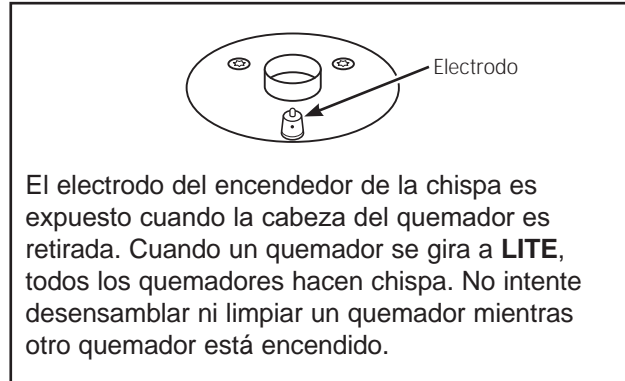 Electrodo
El electrodo del encendedor de la chispa es
expuesto cuando la cabeza del quemador es
retirada. Cuando un quemador se gira a LITE,
todos los quemadores hacen chispa. No intente
desensamblar ni limpiar un quemador mientras
otro quemador está encendido.